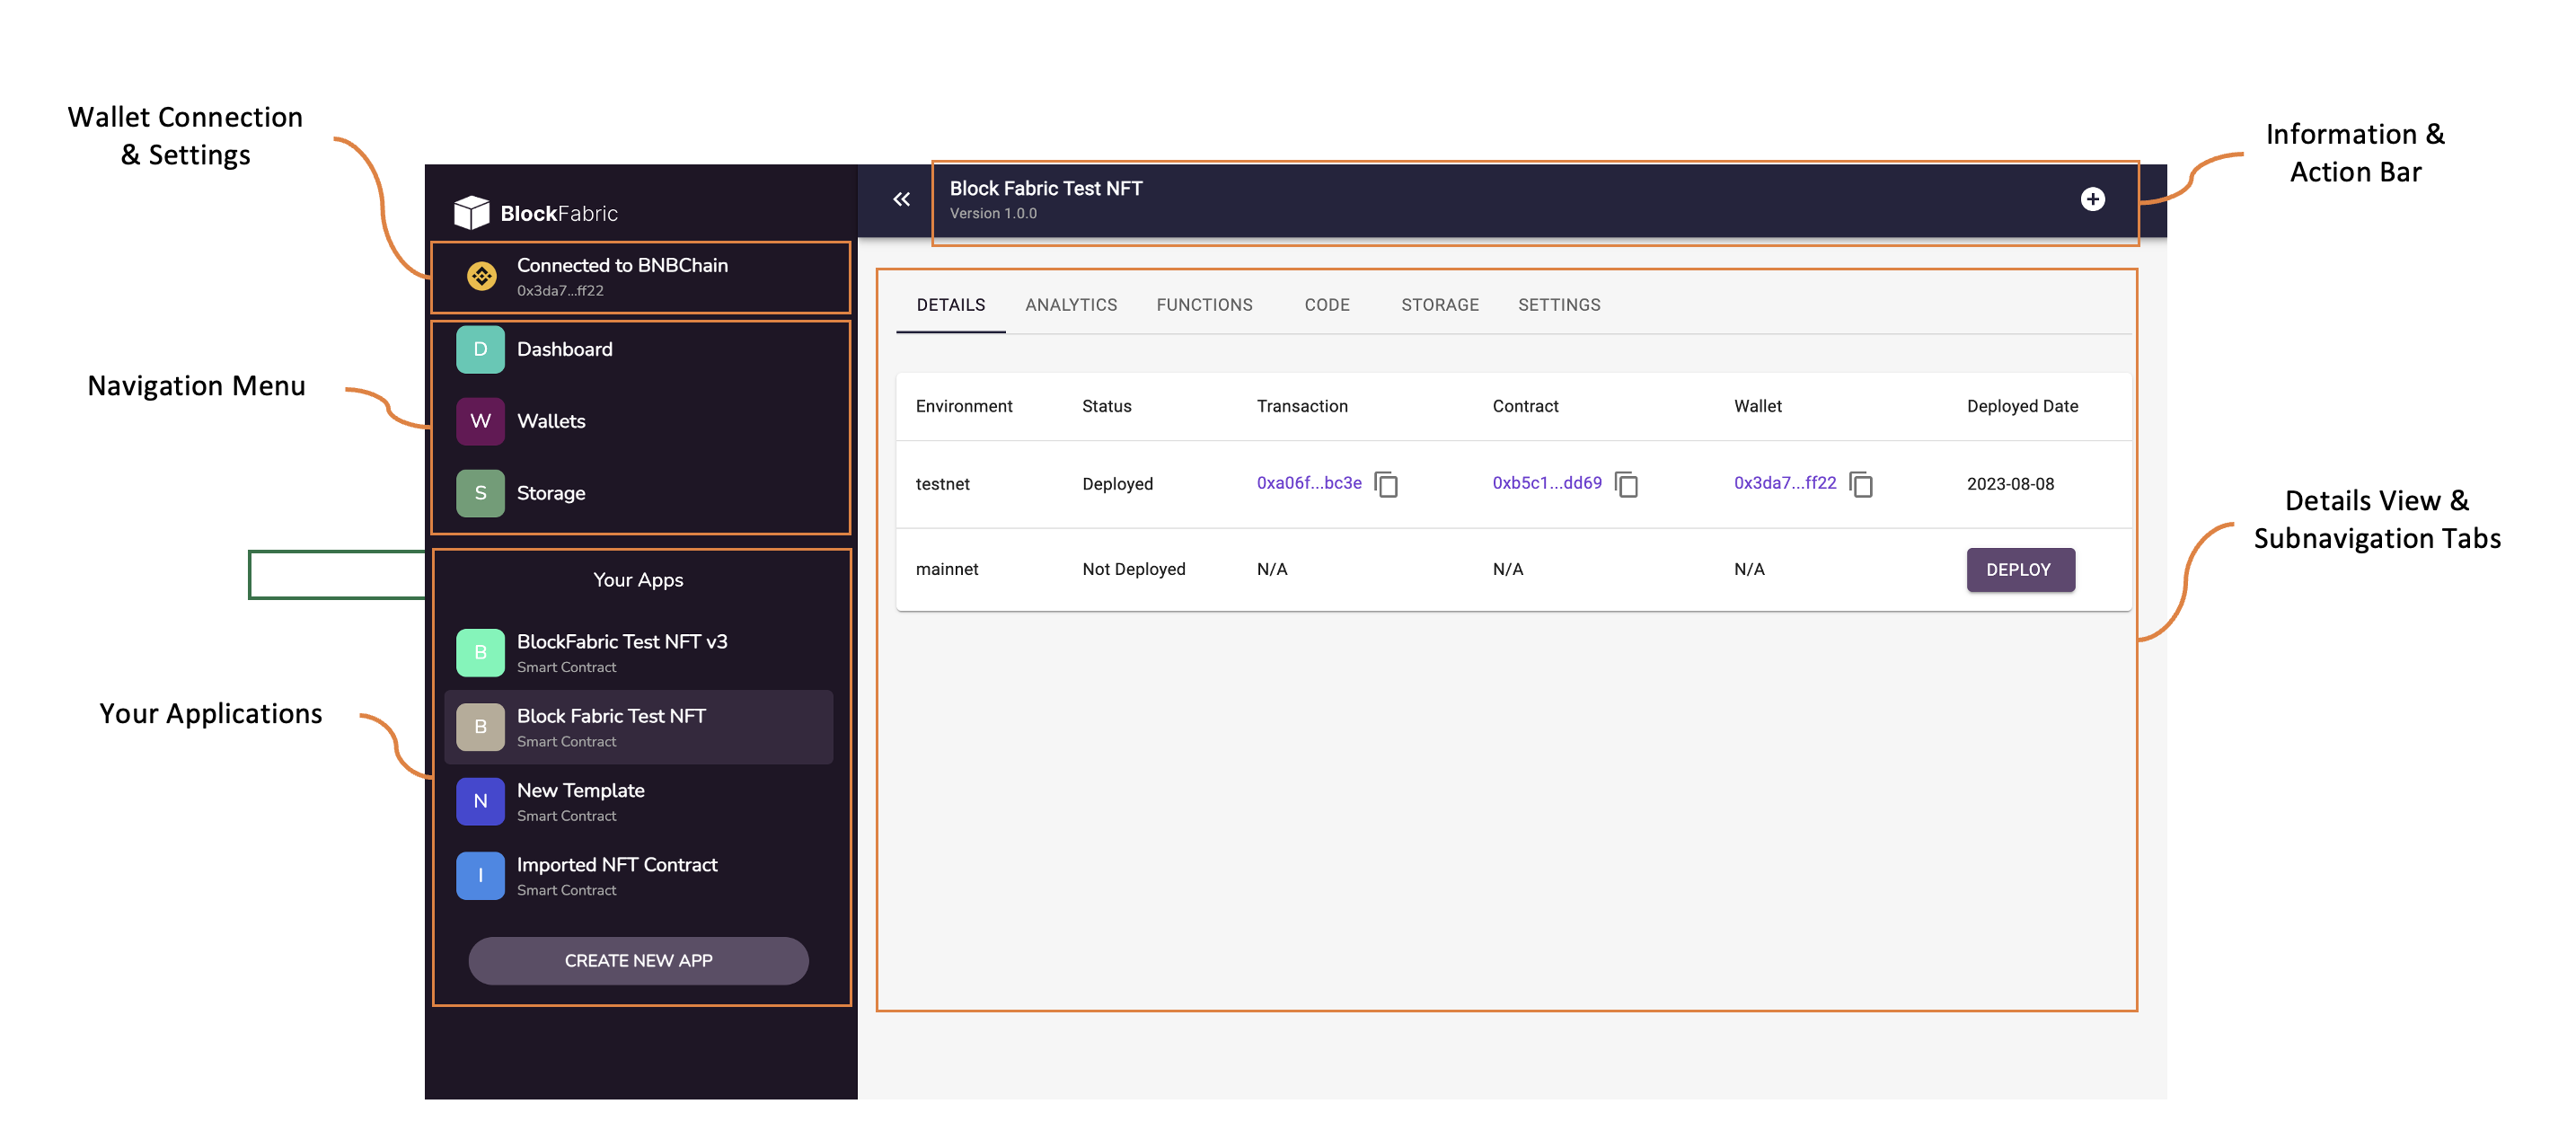 Wallet Connection
& Settings
Navigation Menu
Your Applications
BlockFabric
Connected to BNBChain
0x3da7...ff22
D Dashboard
W Wallets
S Storage
Your Apps
B BlockFabric Test NFT v3
Smart Contract
B Block Fabric Test NFT
Smart Contract
N New Template
Smart Contract
I Imported NFT Contract
Smart Contract
CREATE NEW APP
Block Fabric Test NFT
Version 1.0.0
DETAILS ANALYTICS FUNCTIONS CODE STORAGE SETTINGS
Environment Status Transaction Contract Wallet Deployed Date
testnet Deployed 0xa06f...bc3e 0xb5c1...dd69 0x3da7...ff22 2023-08-08
mainnet Not Deployed N/A N/A N/A DEPLOY
Information &
Action Bar
Details View &
Subnavigation Tabs